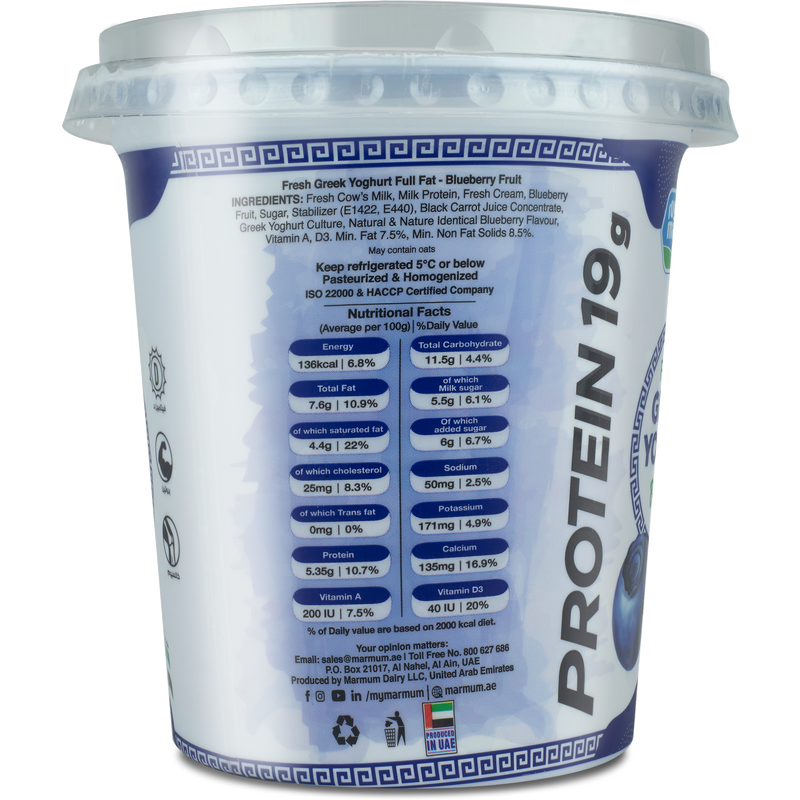 Fresh Greek Yoghurt Full Fat - Blueberry Fruit
INGREDIENTS: Fresh Cow's Milk, Milk Protein, Fresh Cream, Blueberry
Fruit, Sugar, Stabilizer (E1422, E440), Black Carrot Juice Concentrate,
Greek Yoghurt Culture, Natural & Nature Identical Blueberry Flavour,
Vitamin A, D3. Min. Fat 7.5%, Min. Non Fat Solids 8.5%.
May contain oats
Keep refrigerated 5°C or below
Pasteurized & Homogenized
ISO 22000 & HACCP Certified Company
Nutritional Facts
(Average per 100g) | %Daily Value
Energy
136kcal | 6.8%
Total Fat
7.6g | 10.9%
of which saturated fat
4.4g | 22%
of which cholesterol
25mg | 8.3%
of which Trans fat
0mg | 0%
Protein
5.35g | 10.7%
Vitamin A
200 IU | 7.5%
Total Carbohydrate
11.5g | 4.4%
of which
Milk sugar
5.5g | 6.1%
Of which
added sugar
6g | 6.7%
Sodium
50mg | 2.5%
Potassium
171mg | 4.9%
Calcium
135mg | 16.9%
Vitamin D3
40 IU | 20%
% of Daily value are based on 2000 kcal diet.
Your opinion matters:
Email: sales@marmum.ae I Toll Free No. 800 627 686
P.O. Box 21017, Al Nahel, Al Ain, UAE
Produced by Marmum Dairy LLC, United Arab Emirates
/mymarmum | marmum.ae
PRODUCED
IN UAE
PROTEIN 19g
D